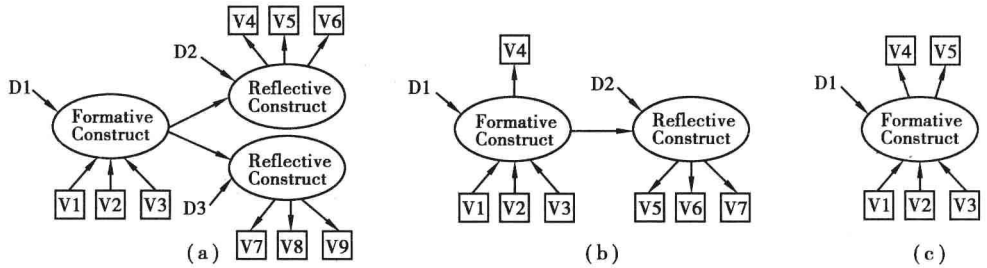 V4 V5 V6
D2
Reflective
Construct
D1
Formative
Construct
Reflective
Construct
V1 V2 V3
D3
V7 V8 V9
(a)
V4
D1
D2
Formative
Construct
Reflective
Construct
V1 V2 V3
V5 V6 V7
(b)
V4 V5
D1
Formative
Construct
V1 V2 V3
(c)